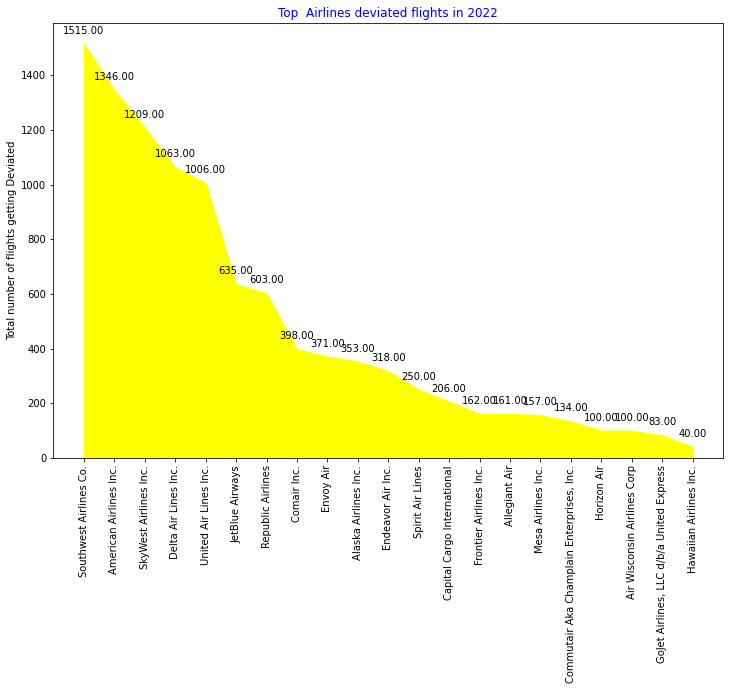 Top  Airlines deviated flights in 2022
Total number of flights getting Deviated
1400
1200
1000
800
600
400
200
0
1515.00
1346.00
1209.00
1063.00
1006.00
635.00
603.00
398.00
371.00
353.00
318.00
250.00
206.00
162.00
161.00
157.00
134.00
100.00
100.00
83.00
40.00
Southwest Airlines Co.
American Airlines Inc.
SkyWest Airlines Inc.
Delta Air Lines Inc.
United Air Lines Inc.
JetBlue Airways
Republic Airlines
Comair Inc.
Envoy Air
Alaska Airlines Inc.
Endeavor Air Inc.
Spirit Air Lines
Capital Cargo International
Frontier Airlines Inc.
Allegiant Air
Mesa Airlines Inc.
Commutair Aka Champlain Enterprises, Inc.
Horizon Air
Air Wisconsin Airlines Corp
GoJet Airlines, LLC d/b/a United Express
Hawaiian Airlines Inc.